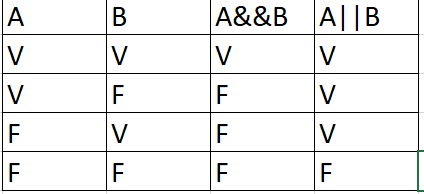 A B A&&B A||B
V V V V
V F F V
F V F V
F F F F